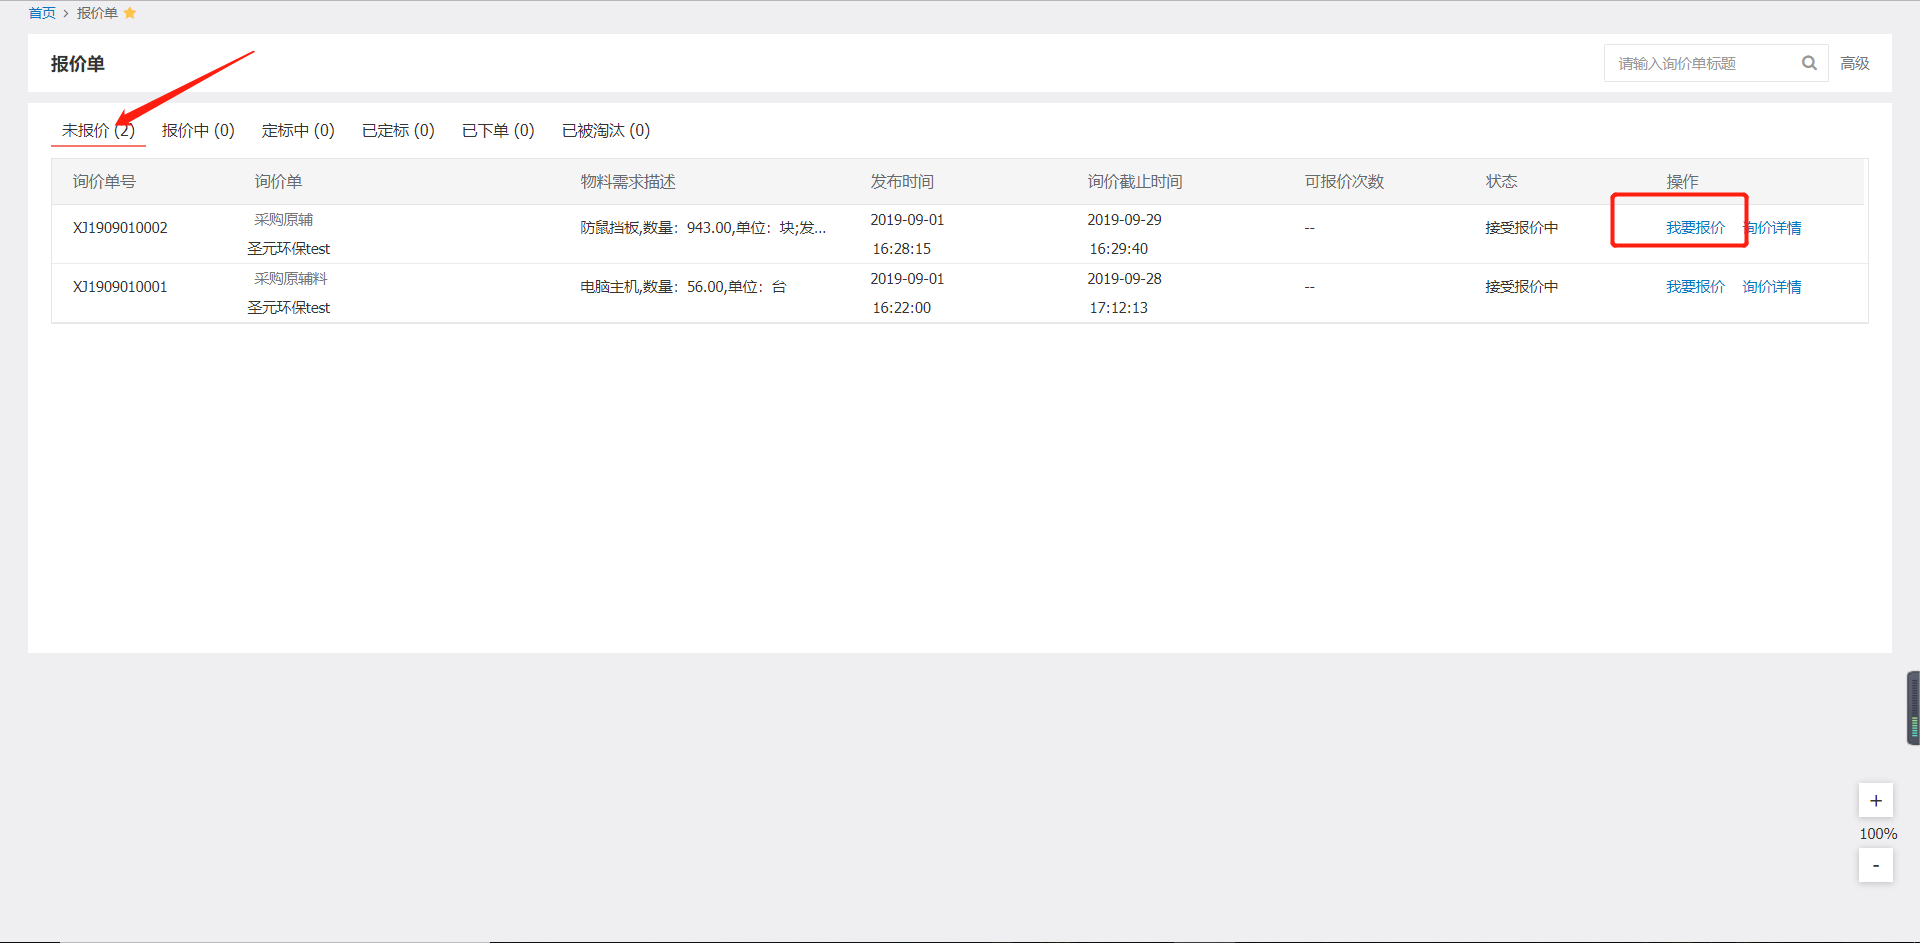 首页 > 报价单
报价单
请输入询价单标题 高级
未报价 (2) 报价中 (0) 定标中 (0) 已定标 (0) 已下单 (0) 已被淘汰 (0)
询价单号 询价单 物料需求描述 发布时间 询价截止时间 可报价次数 状态 操作
采购原辅 2019-09-01 2019-09-29
XJ1909010002 防鼠挡板,数量：943.00,单位：块;发... -- 接受报价中 我要报价 询价详情
圣元环保test 16:28:15 16:29:40
采购原辅料 2019-09-01 2019-09-28
XJ1909010001 电脑主机,数量：56.00,单位：台 -- 接受报价中 我要报价 询价详情
圣元环保test 16:22:00 17:12:13
+
100%
-